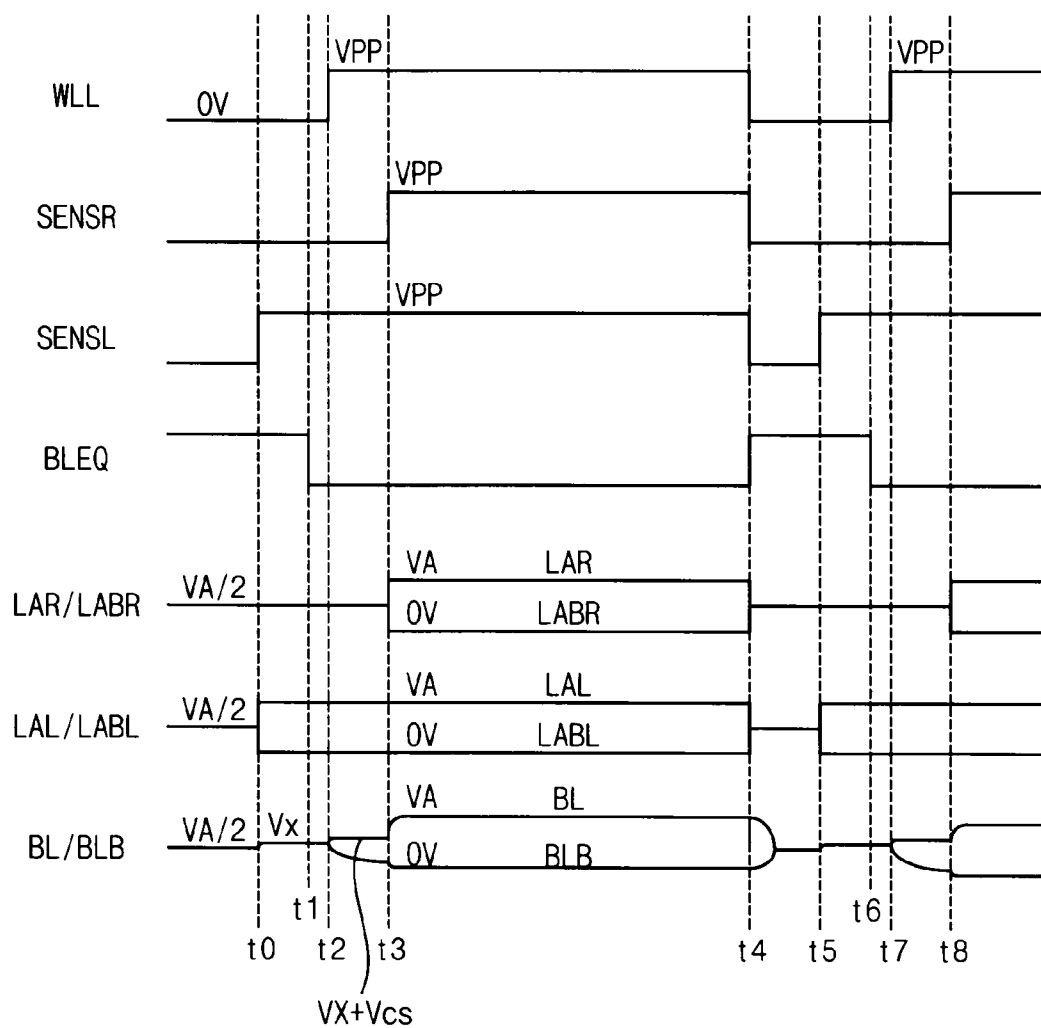 VPP VPP
WLL 0V
VPP
SENSR
VPP
SENSL
BLEQ
VA LAR
LAR/LABR VA/2
0V LABR
VA LAL
LAL/LABL VA/2
0V LABL
VA BL
BL/BLB VA/2 Vx
0V BLB
t1 t6
t0 t2 t3 t4 t5 t7 t8
VX+Vcs